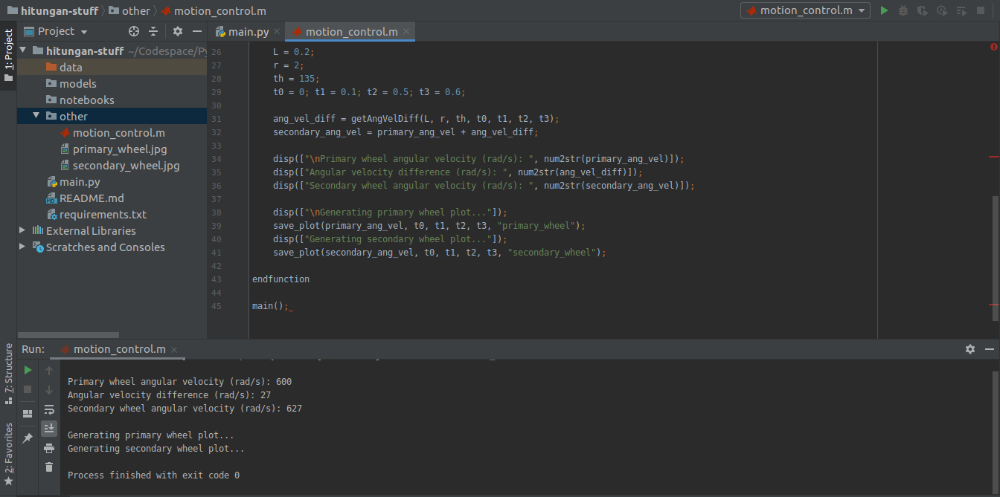 hitungan-stuff other motion_control.m motion_control.m
1: Project
Project
main.py motion_control.m
hitungan-stuff ~/Codespace/Py
data
models
notebooks
other
motion_control.m
primary_wheel.jpg
secondary_wheel.jpg
main.py
README.md
requirements.txt
External Libraries
Scratches and Consoles
26 L = 0.2;
27 r = 2;
28 th = 135;
29 t0 = 0; t1 = 0.1; t2 = 0.5; t3 = 0.6;
30
31 ang_vel_diff = getAngVelDiff(L, r, th, t0, t1, t2, t3);
32 secondary_ang_vel = primary_ang_vel + ang_vel_diff;
33
34 disp(["\nPrimary wheel angular velocity (rad/s): ", num2str(primary_ang_vel)]);
35 disp(["Angular velocity difference (rad/s): ", num2str(ang_vel_diff)]);
36 disp(["Secondary wheel angular velocity (rad/s): ", num2str(secondary_ang_vel)]);
37
38 disp(["\nGenerating primary wheel plot..."]);
39 save_plot(primary_ang_vel, t0, t1, t2, t3, "primary_wheel");
40 disp(["Generating secondary wheel plot..."]);
41 save_plot(secondary_ang_vel, t0, t1, t2, t3, "secondary_wheel");
42
43 endfunction
44
45 main();
7: Structure
2: Favorites
Run: motion_control.m
Primary wheel angular velocity (rad/s): 600
Angular velocity difference (rad/s): 27
Secondary wheel angular velocity (rad/s): 627
Generating primary wheel plot...
Generating secondary wheel plot...
Process finished with exit code 0